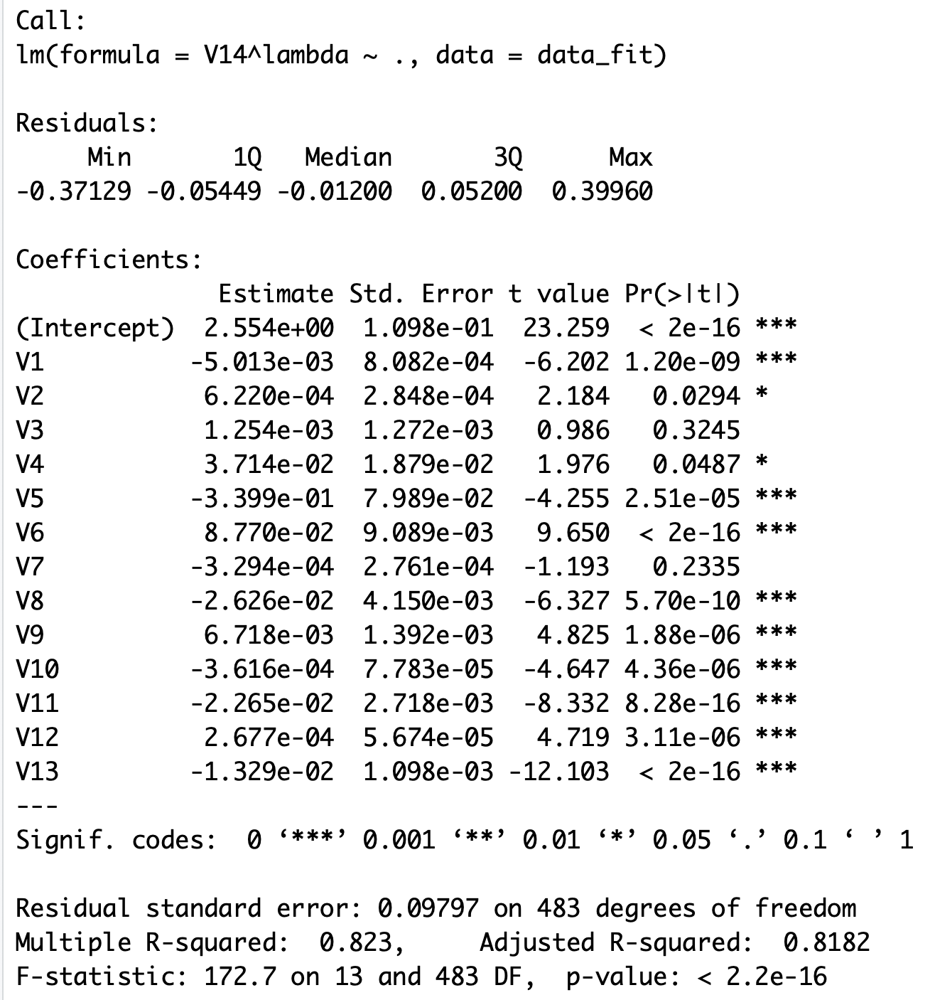 Call:
lm(formula = V14^lambda ~ ., data = data_fit)
Residuals:
     Min       1Q   Median       3Q      Max
-0.37129 -0.05449 -0.01200  0.05200  0.39960
Coefficients:
              Estimate Std. Error t value Pr(>|t|)
(Intercept)  2.554e+00  1.098e-01  23.259  < 2e-16 ***
V1          -5.013e-03  8.082e-04  -6.202 1.20e-09 ***
V2           6.220e-04  2.848e-04   2.184   0.0294 *
V3           1.254e-03  1.272e-03   0.986   0.3245
V4           3.714e-02  1.879e-02   1.976   0.0487 *
V5          -3.399e-01  7.989e-02  -4.255 2.51e-05 ***
V6           8.770e-02  9.089e-03   9.650  < 2e-16 ***
V7          -3.294e-04  2.761e-04  -1.193   0.2335
V8          -2.626e-02  4.150e-03  -6.327 5.70e-10 ***
V9           6.718e-03  1.392e-03   4.825 1.88e-06 ***
V10         -3.616e-04  7.783e-05  -4.647 4.36e-06 ***
V11         -2.265e-02  2.718e-03  -8.332 8.28e-16 ***
V12          2.677e-04  5.674e-05   4.719 3.11e-06 ***
V13         -1.329e-02  1.098e-03 -12.103  < 2e-16 ***
---
Signif. codes:  0 ‘***’ 0.001 ‘**’ 0.01 ‘*’ 0.05 ‘.’ 0.1 ‘ ’ 1
Residual standard error: 0.09797 on 483 degrees of freedom
Multiple R-squared:  0.823,	Adjusted R-squared:  0.8182
F-statistic: 172.7 on 13 and 483 DF,  p-value: < 2.2e-16